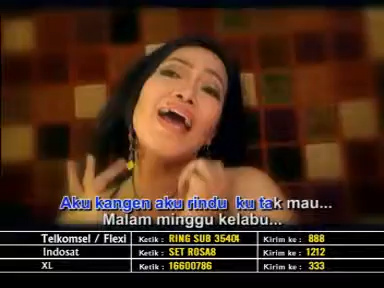 Aku kangen aku rindu ku tak mau...
Malam minggu kelabu...
Telkomsel / Flexi Ketik : RING SUB 35404 Kirim ke : 888
Indosat Ketik : SET ROSA8 Kirim ke : 1212
XL Ketik : 16600786 Kirim ke : 333